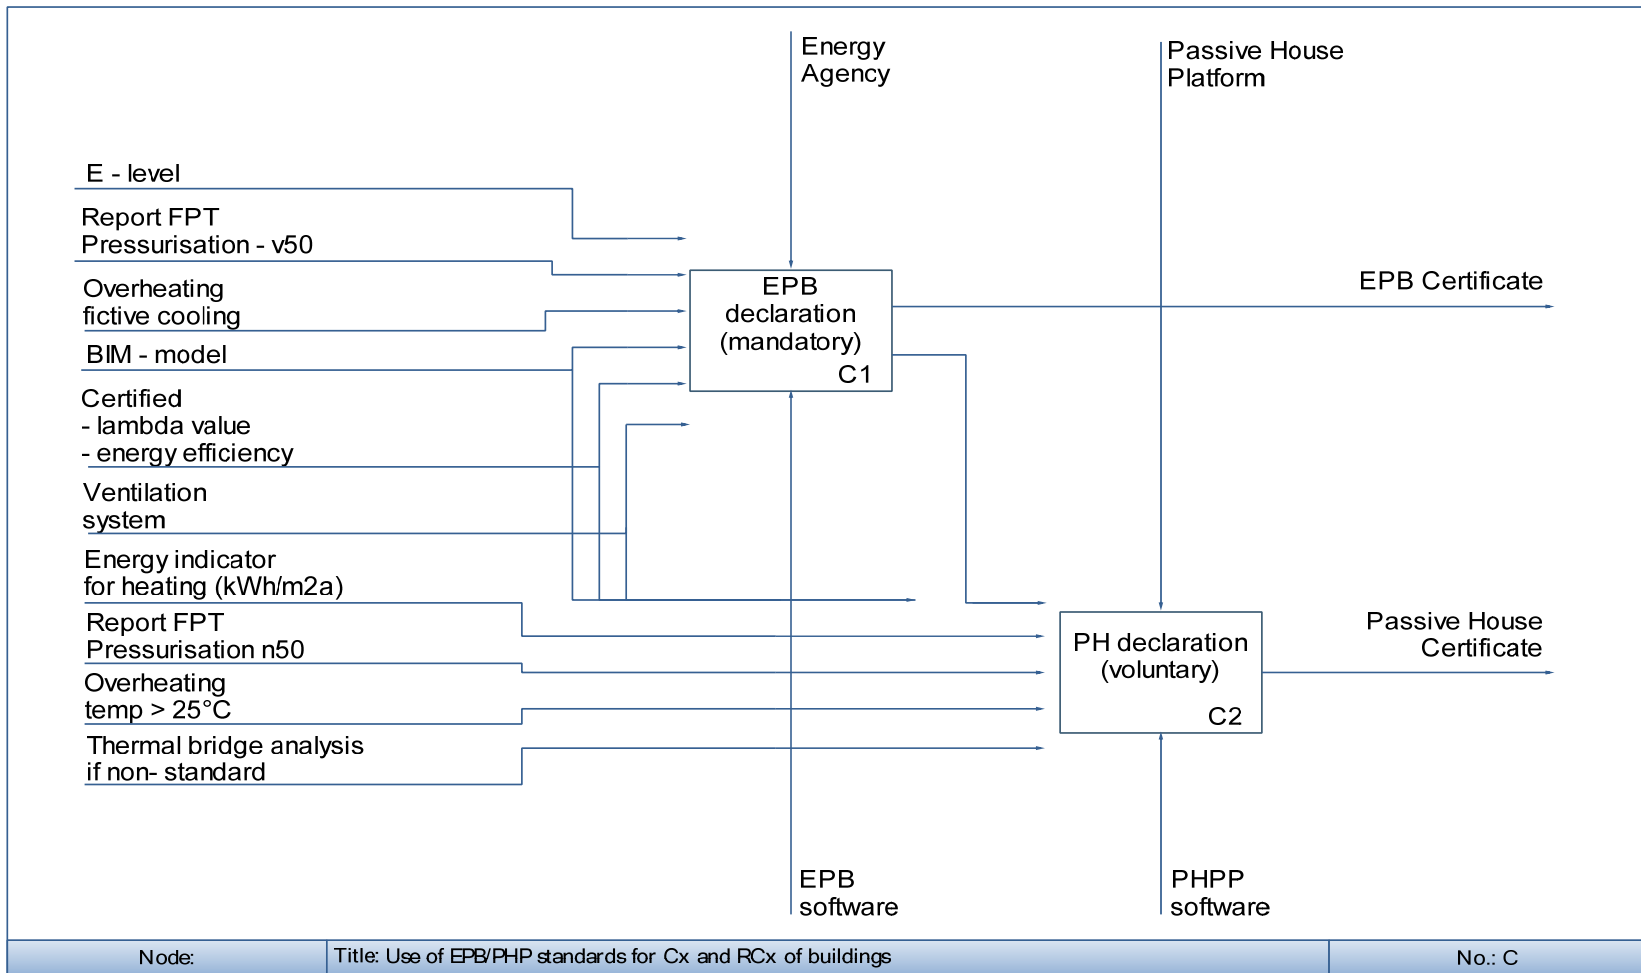 Energy
Agency
Passive House
Platform
E - level
Report FPT
Pressurisation - v50
Overheating
fictive cooling
BIM - model
Certified
- lambda value
- energy efficiency
Ventilation
system
Energy indicator
for heating (kWh/m2a)
Report FPT
Pressurisation n50
Overheating
temp > 25°C
Thermal bridge analysis
if non- standard
EPB
declaration
(mandatory)
C1
EPB Certificate
PH declaration
(voluntary)
C2
Passive House
Certificate
EPB
software
PHPP
software
Node:
Title: Use of EPB/PHP standards for Cx and RCx of buildings
No.: C